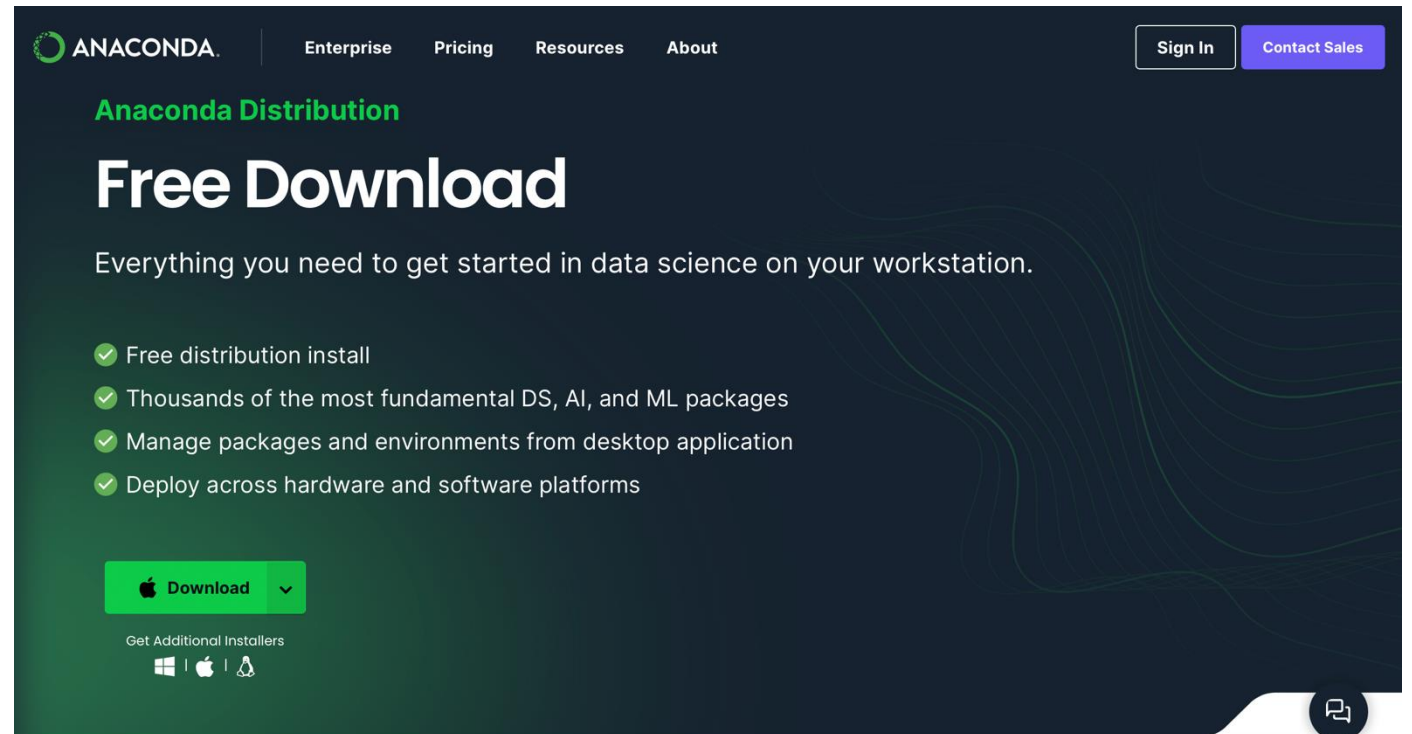 ANACONDA.
Enterprise Pricing Resources About
Sign In Contact Sales
Anaconda Distribution
Free Download
Everything you need to get started in data science on your workstation.
Free distribution install
Thousands of the most fundamental DS, AI, and ML packages
Manage packages and environments from desktop application
Deploy across hardware and software platforms
Download
Get Additional Installers